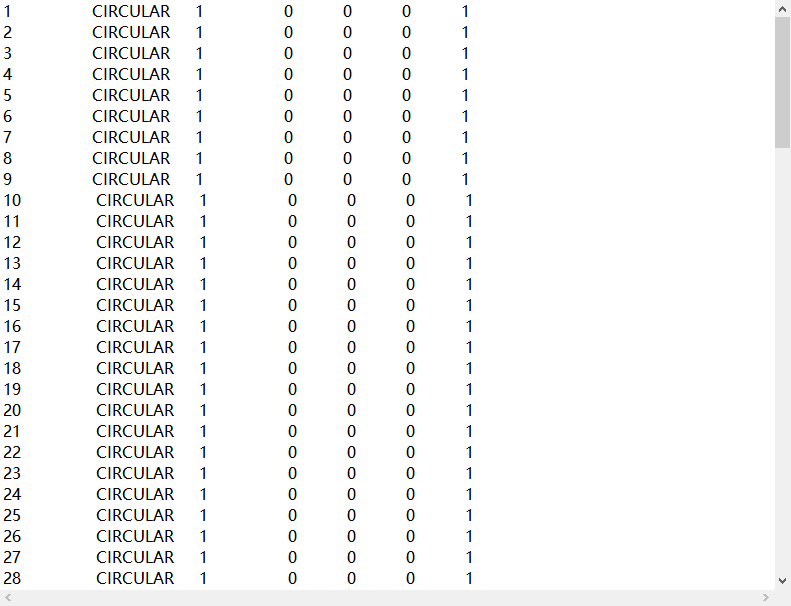 1 CIRCULAR 1 0 0 0 1
2 CIRCULAR 1 0 0 0 1
3 CIRCULAR 1 0 0 0 1
4 CIRCULAR 1 0 0 0 1
5 CIRCULAR 1 0 0 0 1
6 CIRCULAR 1 0 0 0 1
7 CIRCULAR 1 0 0 0 1
8 CIRCULAR 1 0 0 0 1
9 CIRCULAR 1 0 0 0 1
10 CIRCULAR 1 0 0 0 1
11 CIRCULAR 1 0 0 0 1
12 CIRCULAR 1 0 0 0 1
13 CIRCULAR 1 0 0 0 1
14 CIRCULAR 1 0 0 0 1
15 CIRCULAR 1 0 0 0 1
16 CIRCULAR 1 0 0 0 1
17 CIRCULAR 1 0 0 0 1
18 CIRCULAR 1 0 0 0 1
19 CIRCULAR 1 0 0 0 1
20 CIRCULAR 1 0 0 0 1
21 CIRCULAR 1 0 0 0 1
22 CIRCULAR 1 0 0 0 1
23 CIRCULAR 1 0 0 0 1
24 CIRCULAR 1 0 0 0 1
25 CIRCULAR 1 0 0 0 1
26 CIRCULAR 1 0 0 0 1
27 CIRCULAR 1 0 0 0 1
28 CIRCULAR 1 0 0 0 1